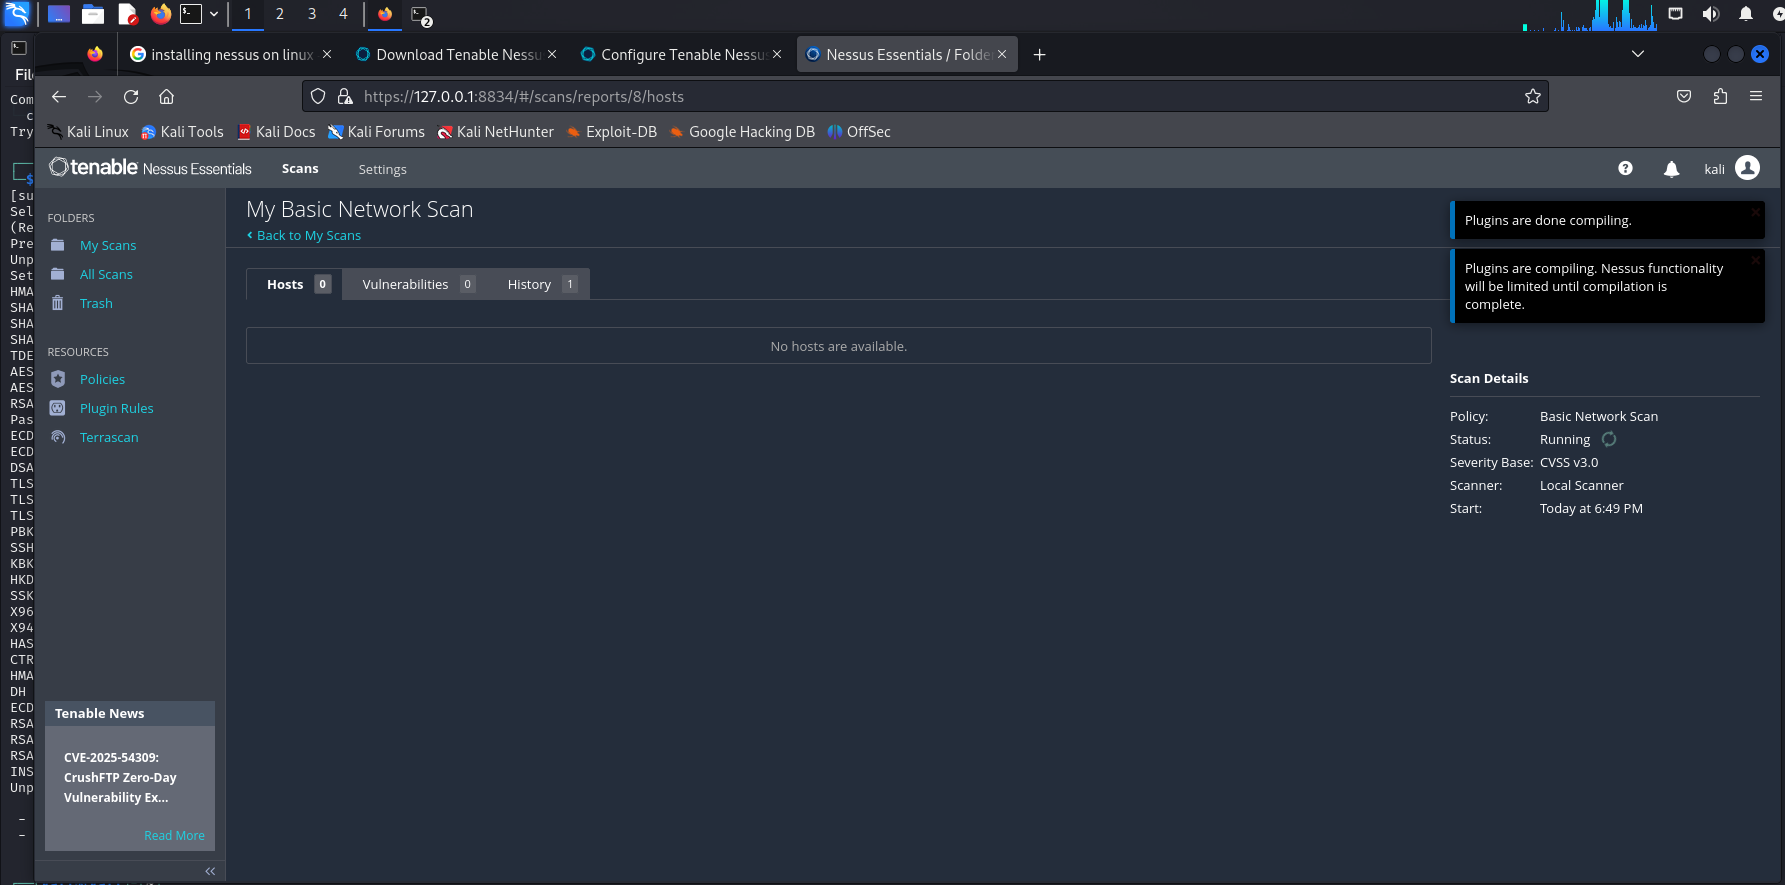 1 2 3 4
2
installing nessus on linux
Download Tenable Nessu
Configure Tenable Nessus
Nessus Essentials / Folde
https://127.0.0.1:8834/#/scans/reports/8/hosts
Kali Linux
Kali Tools
Kali Docs
Kali Forums
Kali NetHunter
Exploit-DB
Google Hacking DB
OffSec
tenable Nessus Essentials
Scans
Settings
kali
FOLDERS
My Scans
All Scans
Trash
RESOURCES
Policies
Plugin Rules
Terrascan
Tenable News
CVE-2025-54309:
CrushFTP Zero-Day
Vulnerability Ex...
Read More
My Basic Network Scan
Back to My Scans
Hosts 0
Vulnerabilities 0
History 1
No hosts are available.
Plugins are done compiling.
Plugins are compiling. Nessus functionality
will be limited until compilation is
complete.
Scan Details
Policy: Basic Network Scan
Status: Running
Severity Base: CVSS v3.0
Scanner: Local Scanner
Start: Today at 6:49 PM
File
Com
c
Try
$
[su
Sel
(Re
Pre
Unp
Set
HMA
SHA
SHA
SHA
TDE
AES
AES
RSA
Pas
ECD
ECD
DSA
TLS
TLS
TLS
PBK
SSH
KBK
HKD
SSK
X96
X94
HAS
CTR
HMA
DH
ECD
RSA
RSA
RSA
INS
Unp
-
-